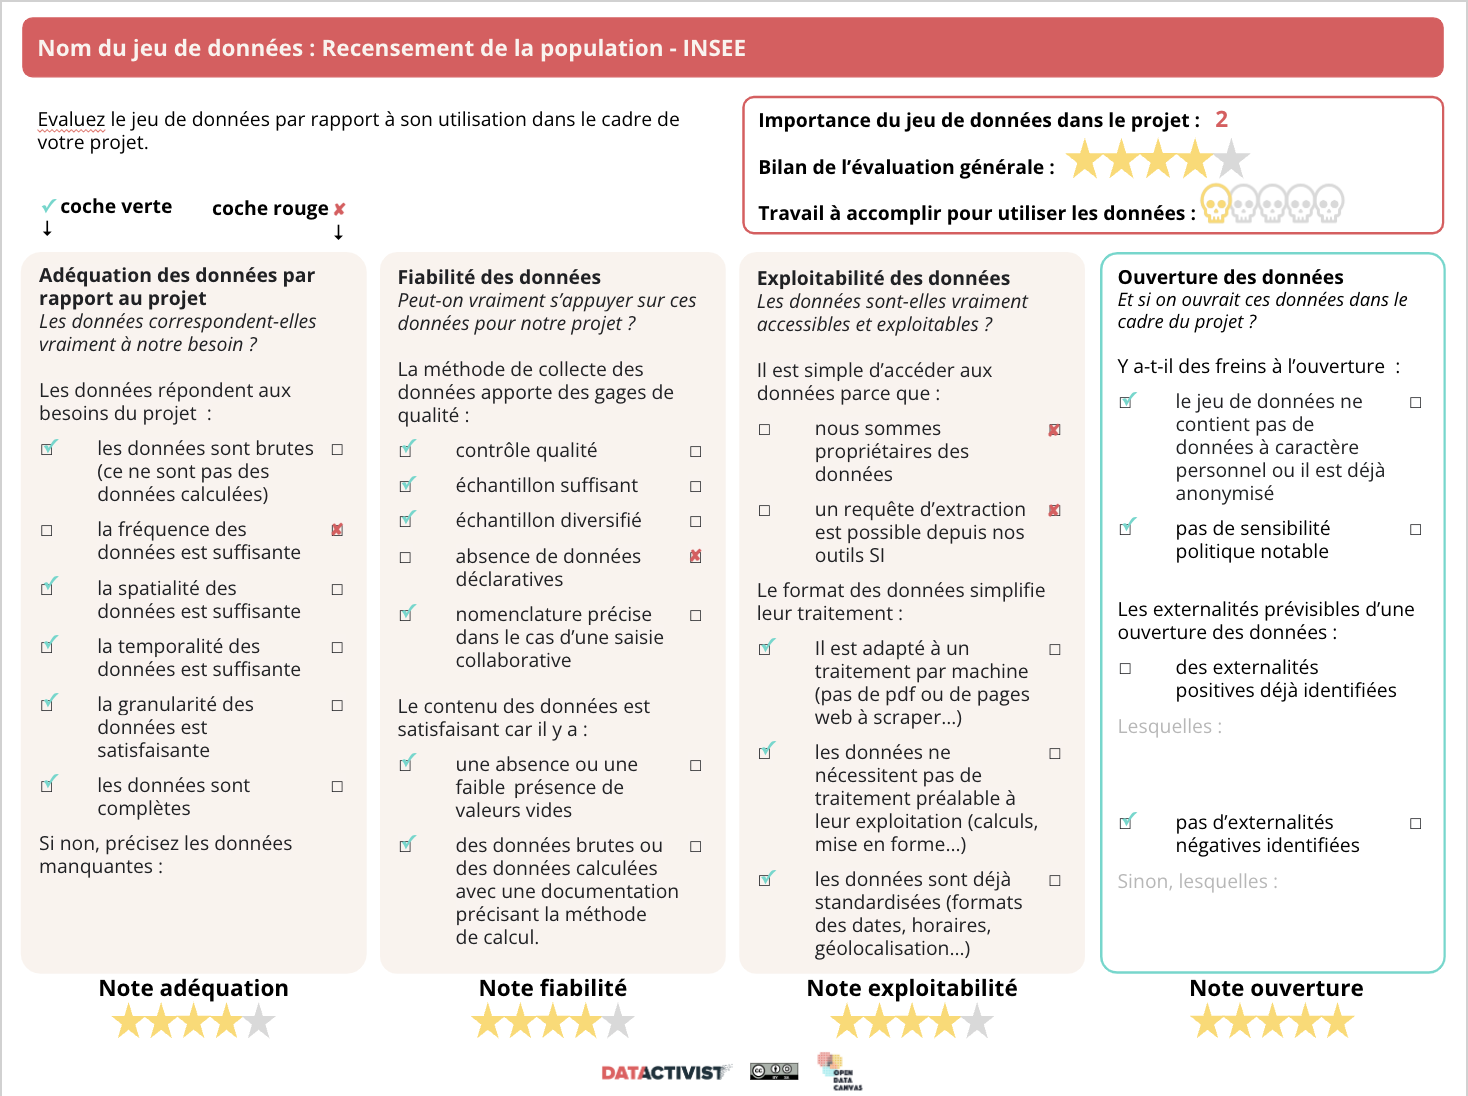 Nom du jeu de données : Recensement de la population - INSEE
Evaluez le jeu de données par rapport à son utilisation dans le cadre de
votre projet.
coche verte
coche rouge
Importance du jeu de données dans le projet : 2
Bilan de l’évaluation générale :
Travail à accomplir pour utiliser les données :
Adéquation des données par
rapport au projet
Les données correspondent-elles
vraiment à notre besoin ?
Les données répondent aux
besoins du projet :
les données sont brutes
(ce ne sont pas des
données calculées)
la fréquence des
données est suffisante
la spatialité des
données est suffisante
la temporalité des
données est suffisante
la granularité des
données est
satisfaisante
les données sont
complètes
Si non, précisez les données
manquantes :
Note adéquation
Fiabilité des données
Peut-on vraiment s’appuyer sur ces
données pour notre projet ?
La méthode de collecte des
données apporte des gages de
qualité :
contrôle qualité
échantillon suffisant
échantillon diversifié
absence de données
déclaratives
nomenclature précise
dans le cas d’une saisie
collaborative
Le contenu des données est
satisfaisant car il y a :
une absence ou une
faible présence de
valeurs vides
des données brutes ou
des données calculées
avec une documentation
précisant la méthode
de calcul.
Note fiabilité
Exploitabilité des données
Les données sont-elles vraiment
accessibles et exploitables ?
Il est simple d’accéder aux
données parce que :
nous sommes
propriétaires des
données
un requête d’extraction
est possible depuis nos
outils SI
Le format des données simplifie
leur traitement :
Il est adapté à un
traitement par machine
(pas de pdf ou de pages
web à scraper...)
les données ne
nécessitent pas de
traitement préalable à
leur exploitation (calculs,
mise en forme...)
les données sont déjà
standardisées (formats
des dates, horaires,
géolocalisation...)
Note exploitabilité
Ouverture des données
Et si on ouvrait ces données dans le
cadre du projet ?
Y a-t-il des freins à l’ouverture :
le jeu de données ne
contient pas de
données à caractère
personnel ou il est déjà
anonymisé
pas de sensibilité
politique notable
Les externalités prévisibles d’une
ouverture des données :
des externalités
positives déjà identifiées
Lesquelles :
pas d’externalités
négatives identifiées
Sinon, lesquelles :
Note ouverture
DATACTIVIST
cc
BY SA
OPEN
DATA
CANVAS